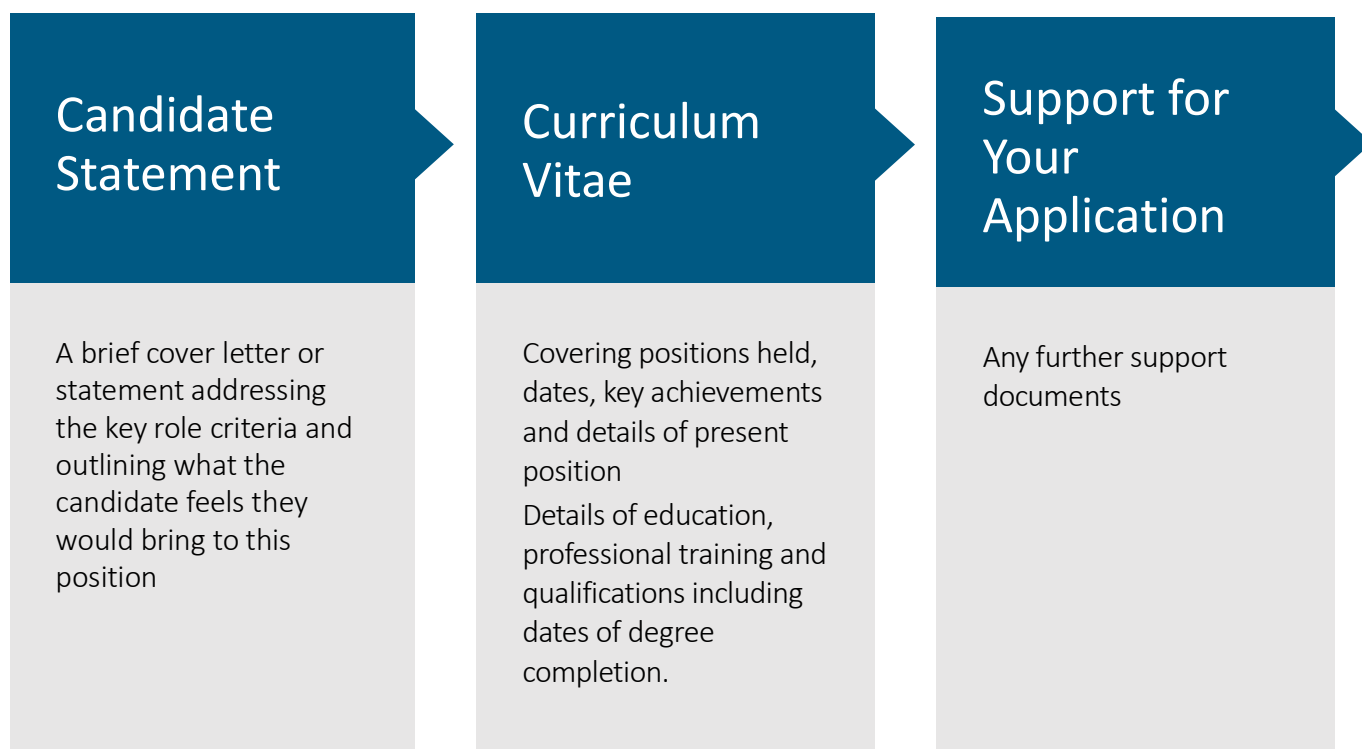 Candidate
Statement
A brief cover letter or
statement addressing
the key role criteria and
outlining what the
candidate feels they
would bring to this
position
Curriculum
Vitae
Covering positions held,
dates, key achievements
and details of present
position
Details of education,
professional training and
qualifications including
dates of degree
completion.
Support for
Your
Application
Any further support
documents